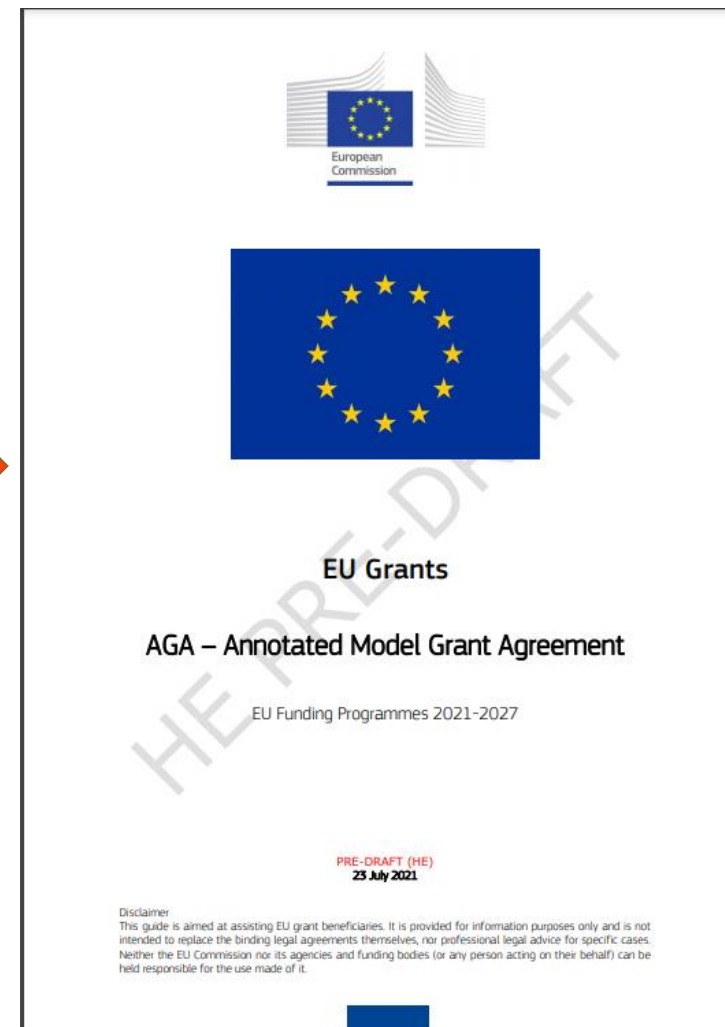 European
Commission
HE PRE-DRAFT
EU Grants
AGA – Annotated Model Grant Agreement
EU Funding Programmes 2021-2027
PRE-DRAFT (HE)
23 July 2021
Disclaimer
This guide is aimed at assisting EU grant beneficiaries. It is provided for information purposes only and is not
intended to replace the binding legal agreements themselves, nor professional legal advice for specific cases.
Neither the EU Commission nor its agencies and funding bodies (or any person acting on their behalf) can be
held responsible for the use made of it.